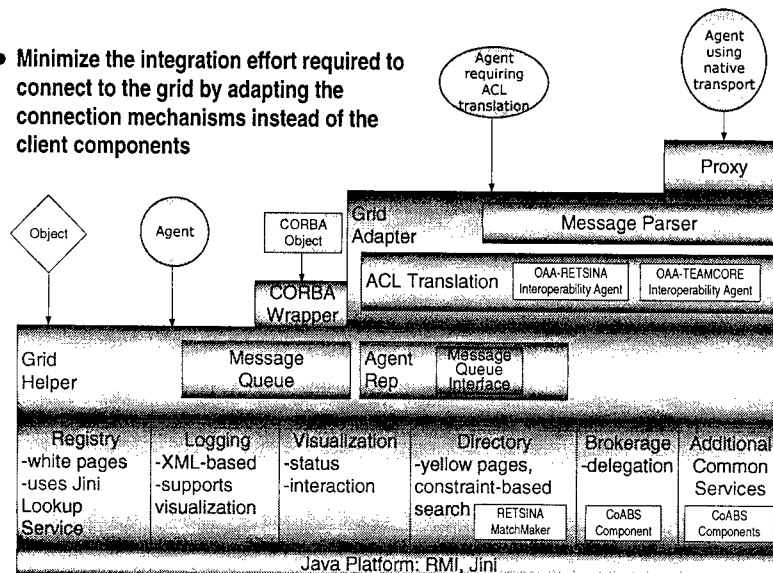 • Minimize the integration effort required to
connect to the grid by adapting the
connection mechanisms instead of the
client components
Agent
requiring
ACL
translation
Agent
using
native
transport
Proxy
Object
Agent
CORBA
Object
Grid
Adapter
Message Parser
ACL Translation
OAA-RETSINA
Interoperability Agent
OAA-TEAMCORE
Interoperability Agent
CORBA
Wrapper
Grid
Helper
Message
Queue
Agent
Rep
Message
Queue
Interface
Registry
-white pages
-uses Jini
Lookup
Service
Logging
-XML-based
-supports
visualization
Visualization
-status
-interaction
Directory
-yellow pages,
constraint-based
search
RETSINA
MatchMaker
Brokerage
-delegation
CoABS
Component
Additional
Common
Services
CoABS
Components
Java Platform: RMI, Jini